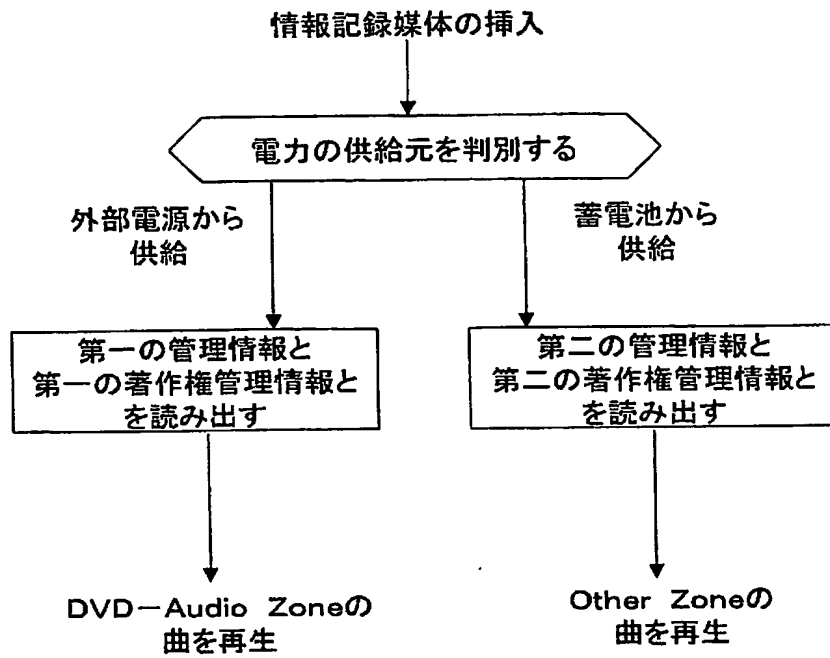 情報記録媒体の挿入
電力の供給元を判別する
外部電源から
供給
蓄電池から
供給
第一の管理情報と
第一の著作権管理情報と
を読み出す
第二の管理情報と
第二の著作権管理情報と
を読み出す
DVD－Audio Zoneの
曲を再生
Other Zoneの
曲を再生